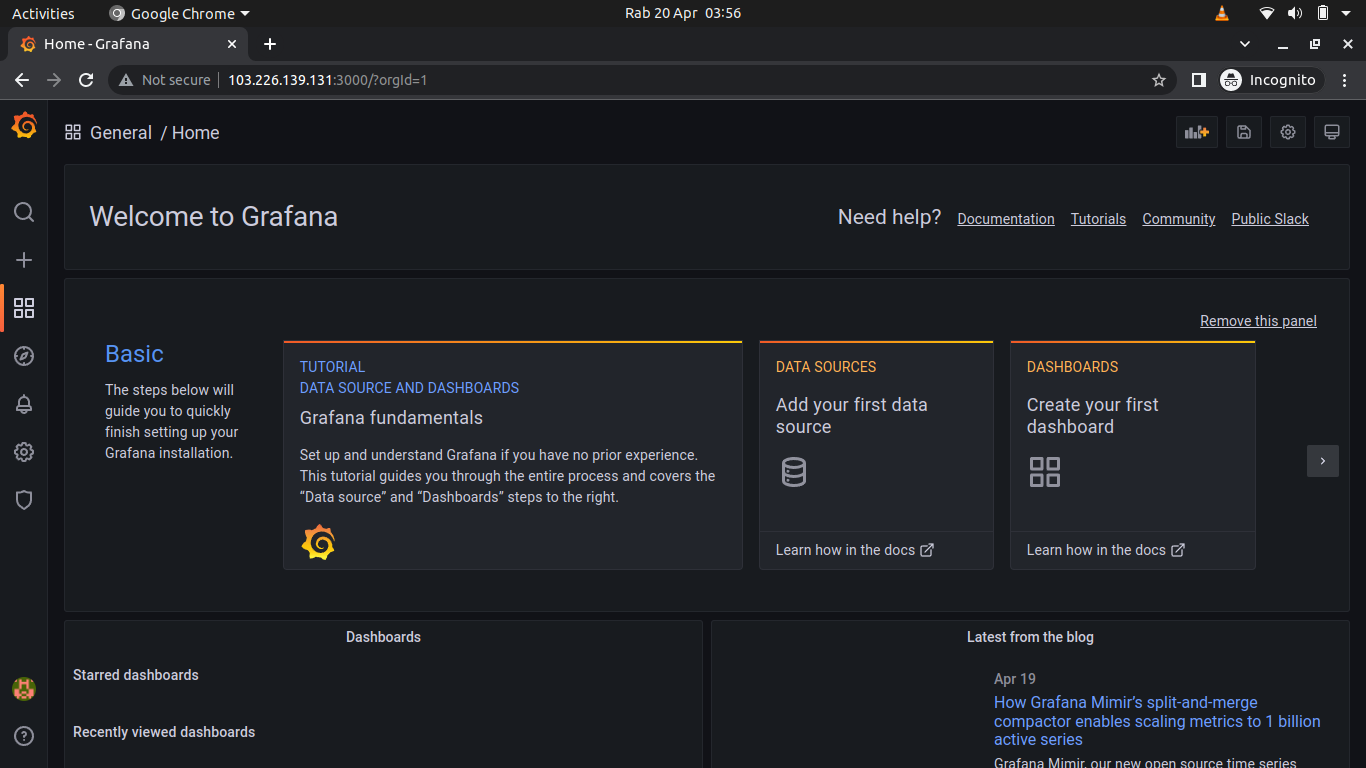 Activities
Google Chrome
Rab 20 Apr 03:56
Home - Grafana
Not secure
103.226.139.131:3000/?orgId=1
Incognito
General / Home
Welcome to Grafana
Need help?
Documentation
Tutorials
Community
Public Slack
Remove this panel
Basic
The steps below will
guide you to quickly
finish setting up your
Grafana installation.
TUTORIAL
DATA SOURCE AND DASHBOARDS
Grafana fundamentals
Set up and understand Grafana if you have no prior experience.
This tutorial guides you through the entire process and covers the
“Data source” and “Dashboards” steps to the right.
DATA SOURCES
Add your first data
source
Learn how in the docs
DASHBOARDS
Create your first
dashboard
Learn how in the docs
Dashboards
Starred dashboards
Recently viewed dashboards
Latest from the blog
Apr 19
How Grafana Mimir’s split-and-merge
compactor enables scaling metrics to 1 billion
active series
Grafana Mimir, our new open source time series